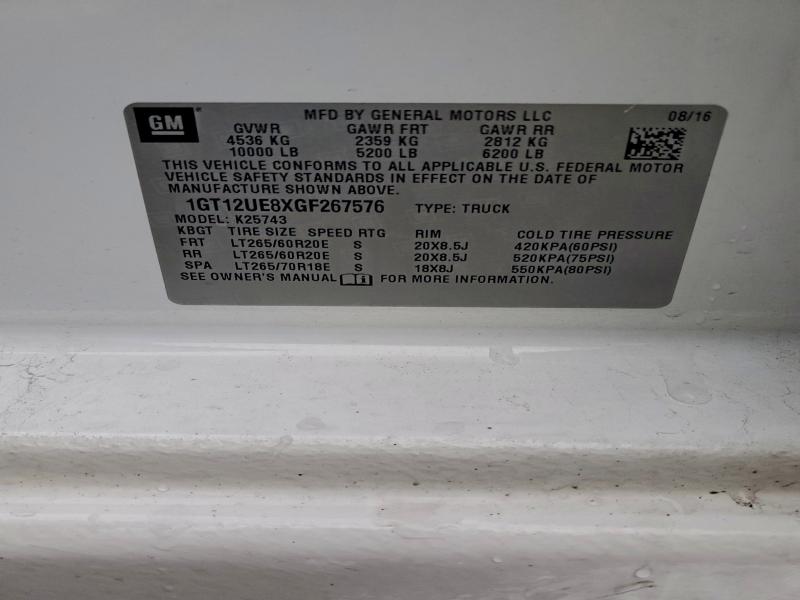 GM MFD BY GENERAL MOTORS LLC 08/16
GVWR GAWR FRT GAWR RR
4536 KG 2359 KG 2812 KG
10000 LB 5200 LB 6200 LB
THIS VEHICLE CONFORMS TO ALL APPLICABLE U.S. FEDERAL MOTOR
VEHICLE SAFETY STANDARDS IN EFFECT ON THE DATE OF
MANUFACTURE SHOWN ABOVE.
1GT12UE8XGF267576 TYPE: TRUCK
MODEL: K25743
KBGT TIRE SIZE SPEED RTG RIM COLD TIRE PRESSURE
FRT LT265/60R20E S 20X8.5J 420KPA(60PSI)
RR LT265/60R20E S 20X8.5J 520KPA(75PSI)
SPA LT265/70R18E S 18X8J 550KPA(80PSI)
SEE OWNER'S MANUAL FOR MORE INFORMATION.